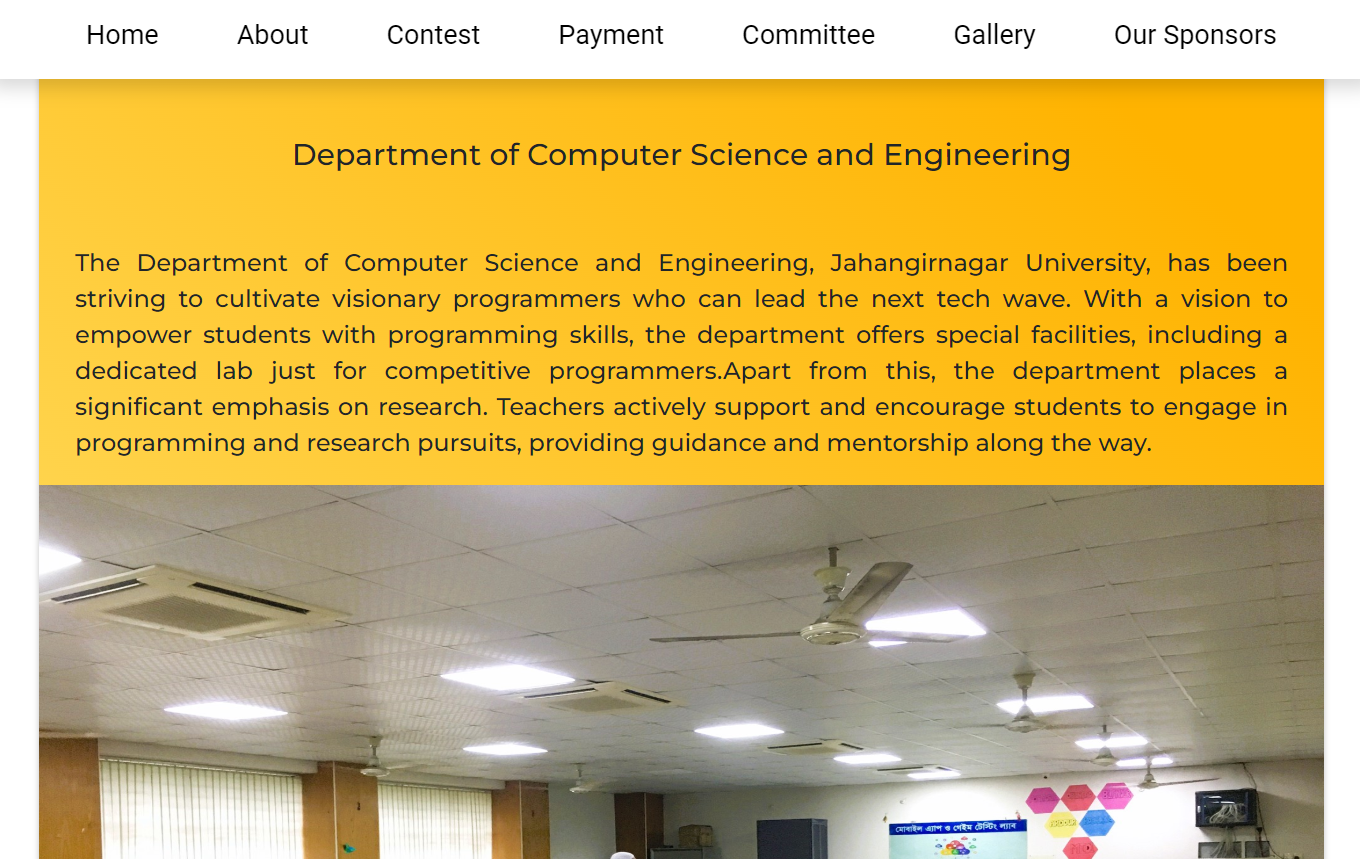 Home About Contest Payment Committee Gallery Our Sponsors
Department of Computer Science and Engineering
The Department of Computer Science and Engineering, Jahangirnagar University, has been
striving to cultivate visionary programmers who can lead the next tech wave. With a vision to
empower students with programming skills, the department offers special facilities, including a
dedicated lab just for competitive programmers.Apart from this, the department places a
significant emphasis on research. Teachers actively support and encourage students to engage in
programming and research pursuits, providing guidance and mentorship along the way.
মোবাইল এ্যাপ ও গেইম টেস্টিং ল্যাব